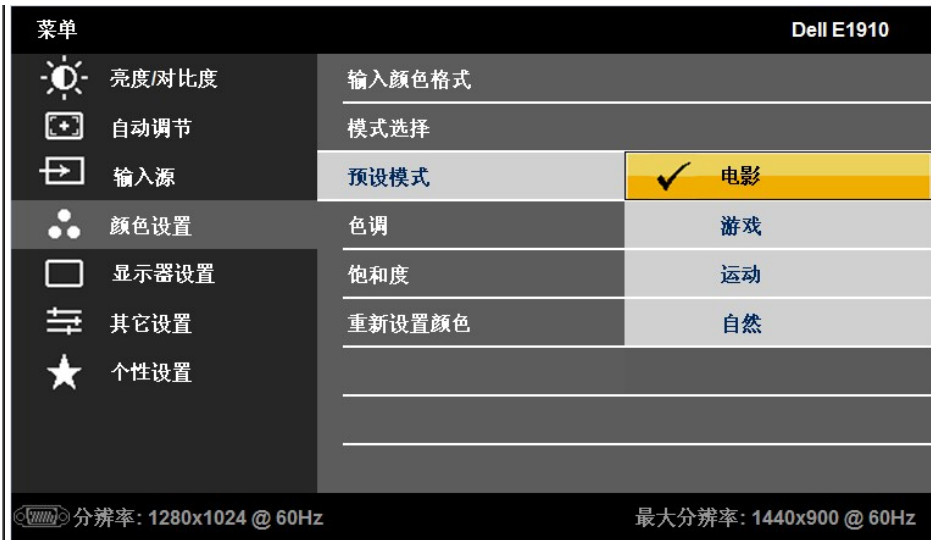 菜单
Dell E1910
亮度/对比度
输入颜色格式
自动调节
模式选择
输入源
预设模式
电影
颜色设置
色调
游戏
显示器设置
饱和度
运动
其它设置
重新设置颜色
自然
个性设置
分辨率: 1280x1024 @ 60Hz
最大分辨率: 1440x900 @ 60Hz